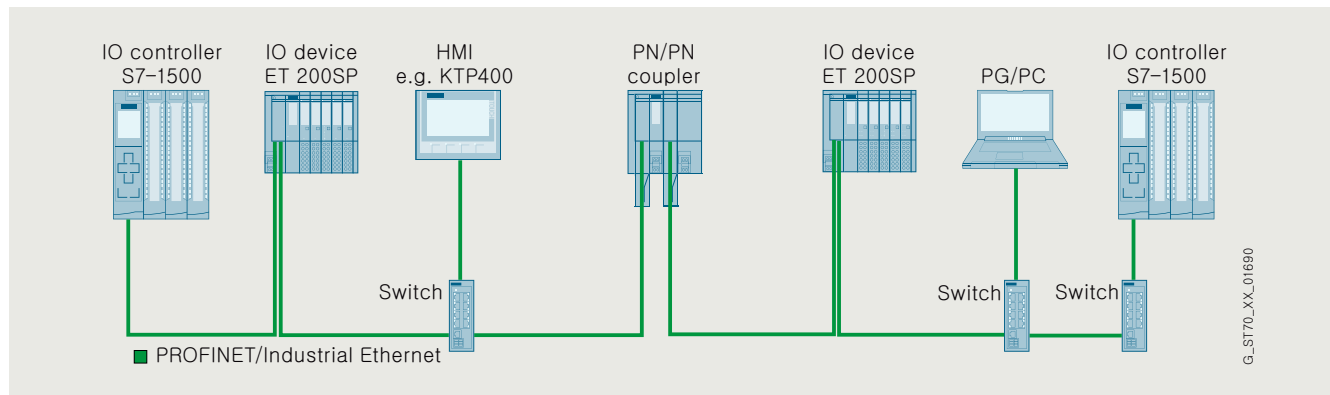 IO controller
S7-1500
IO device
ET 200SP
HMI
e.g. KTP400
PN/PN
coupler
IO device
ET 200SP
PG/PC
IO controller
S7-1500
Switch
Switch
Switch
PROFINET/Industrial Ethernet
G_ST70_XX_01690